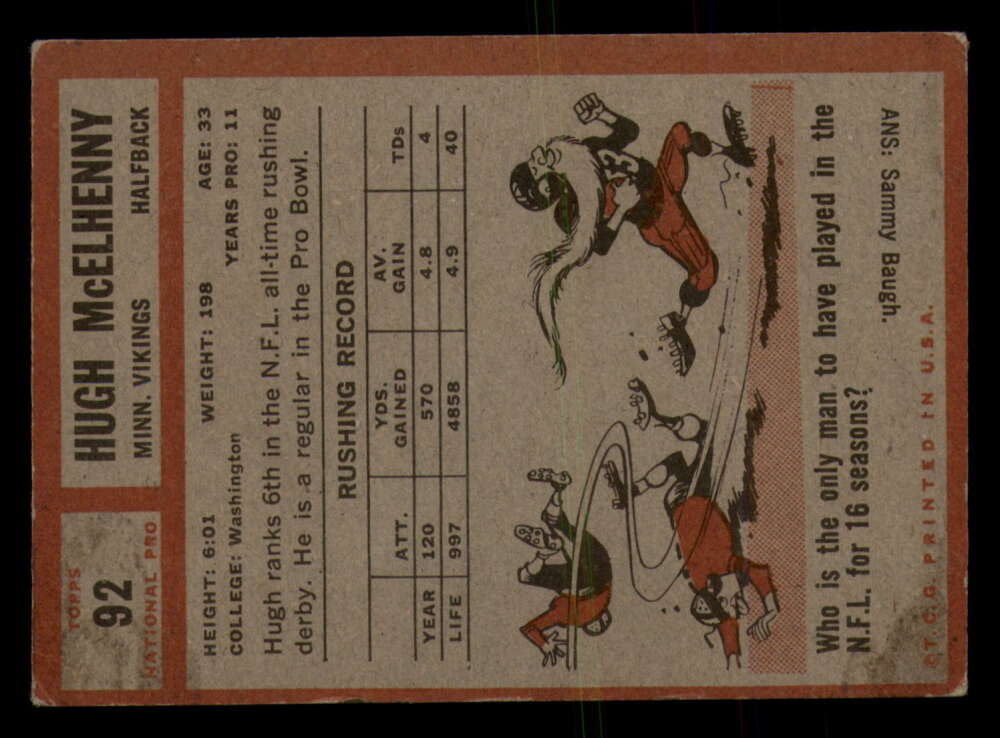 TOPPS
92
NATIONAL PRO
HUGH McELHENNY
MINN. VIKINGS HALFBACK
HEIGHT: 6:01 WEIGHT: 198 AGE: 33
COLLEGE: Washington YEARS PRO: 11
Hugh ranks 6th in the N.F.L. all-time rushing
derby. He is a regular in the Pro Bowl.
RUSHING RECORD
ATT. YDS. GAINED AV. GAIN TDs
YEAR 120 570 4.8 4
LIFE 997 4858 4.9 40
Who is the only man to have played in the
N.F.L. for 16 seasons?
ANS: Sammy Baugh.
©T.C.G. PRINTED IN U.S.A.